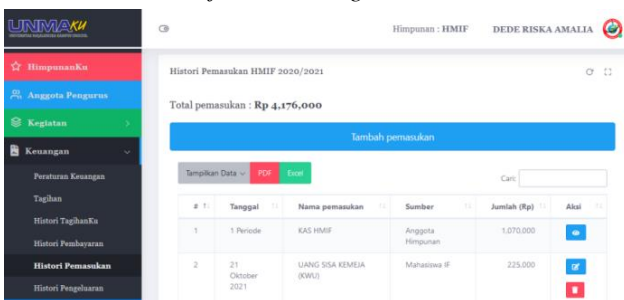 UNMAKU
Himpunan : HMIF
DEDE RISKA AMALIA
HimpunanKu
Anggota Pengurus
Kegiatan
Keuangan
Peraturan Keuangan
Tagihan
Histori TagihanKu
Histori Pembayaran
Histori Pemasukan
Histori Pengeluaran
Histori Pemasukan HMIF 2020/2021
Total pemasukan : Rp 4,176,000
Tambah pemasukan
Tampilkan Data PDF Excel
Cari:
# Tanggal Nama pemasukan Sumber Jumlah (Rp) Aksi
1 1 Periode KAS HMIF Anggota Himpunan 1,070,000
2 21 Oktober 2021 UANG SISA KEMEJA (KWU) Mahasiswa IF 225,000